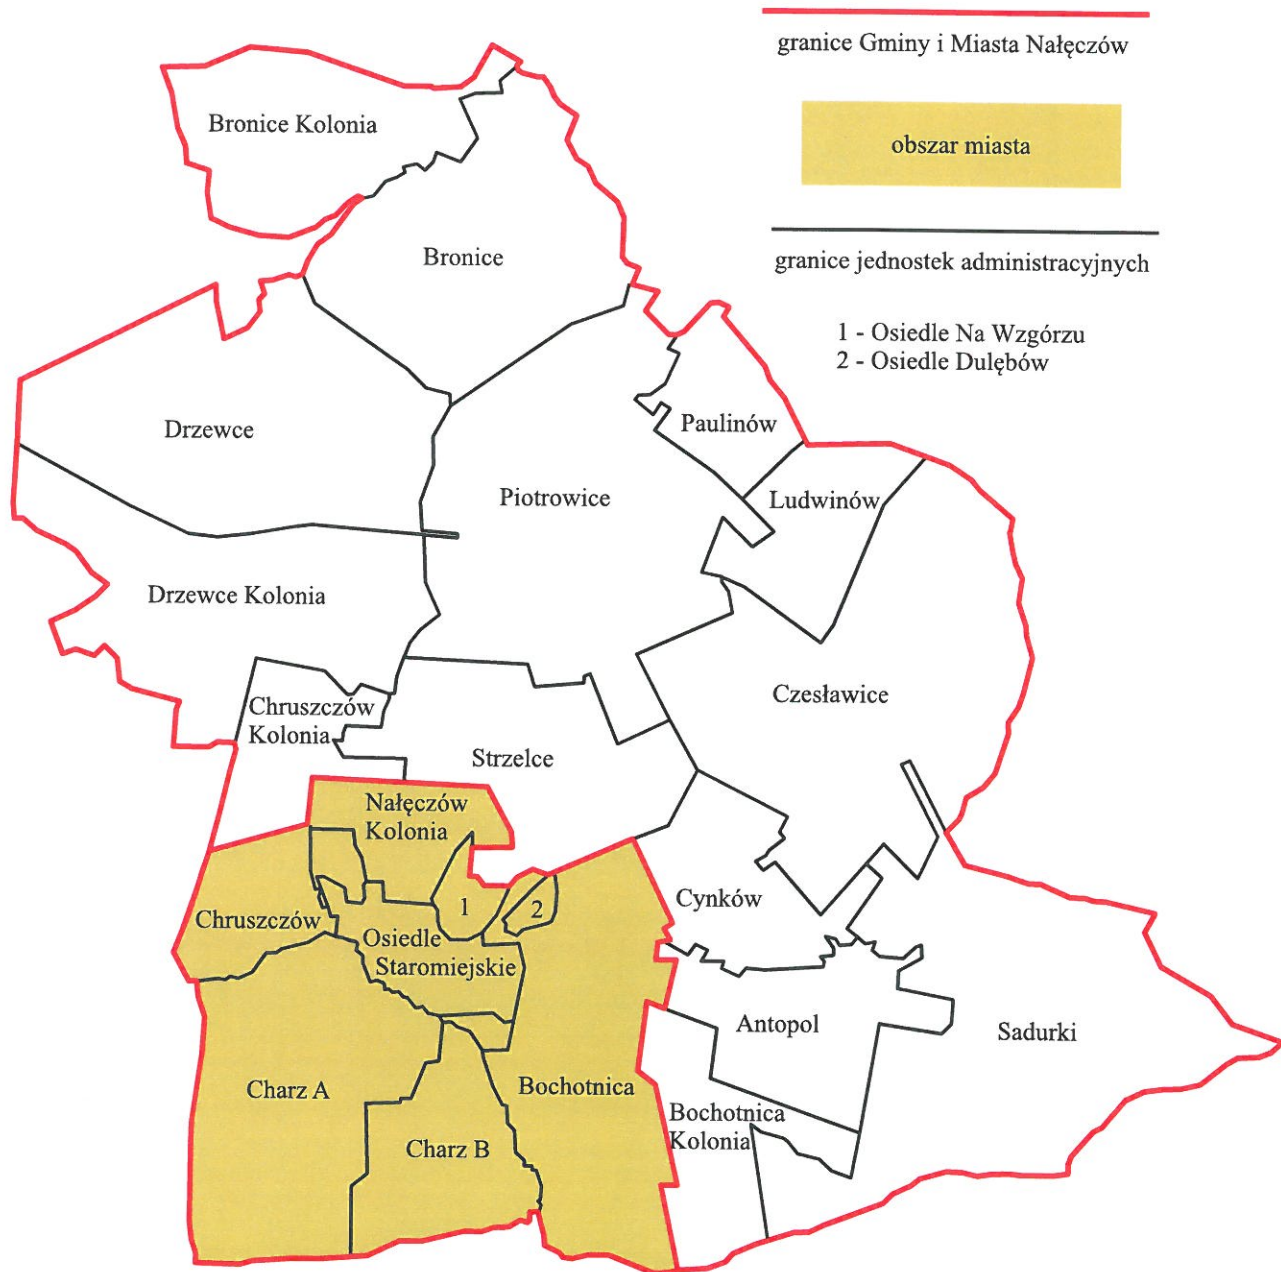 granice Gminy i Miasta Nałęczów
obszar miasta
granice jednostek administracyjnych
1 - Osiedle Na Wzgórzu
2 - Osiedle Dulębów
Bronice Kolonia
Bronice
Drzewce
Paulinów
Piotrowice
Ludwinów
Drzewce Kolonia
Czesławice
Chruszczów
Kolonia
Strzelce
Nałęczów
Kolonia
Cynków
Chruszczów
1
2
Osiedle
Staromiejskie
Antopol
Sadurki
Charz A
Bochotnica
Bochotnica
Kolonia
Charz B